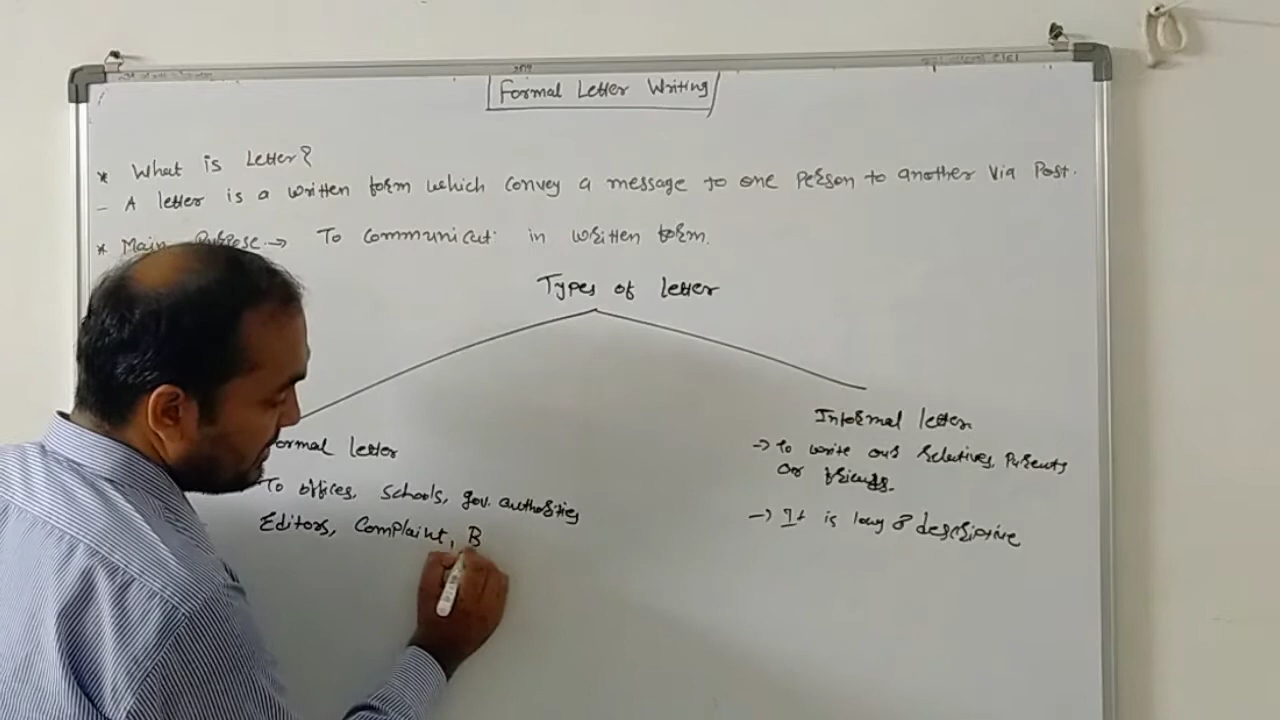 Formal Letter Writing
* What is Letter?
- A letter is a written form which convey a message to one person to another via Post.
* Main Purpose → To communicat: in written form.
Types of letter
ormal letter
To offices, schools, gov. authorities
Editors, Complaint, B
Informal letter
→ To write our relatives, Parents
or friends.
→ It is long & descriptive